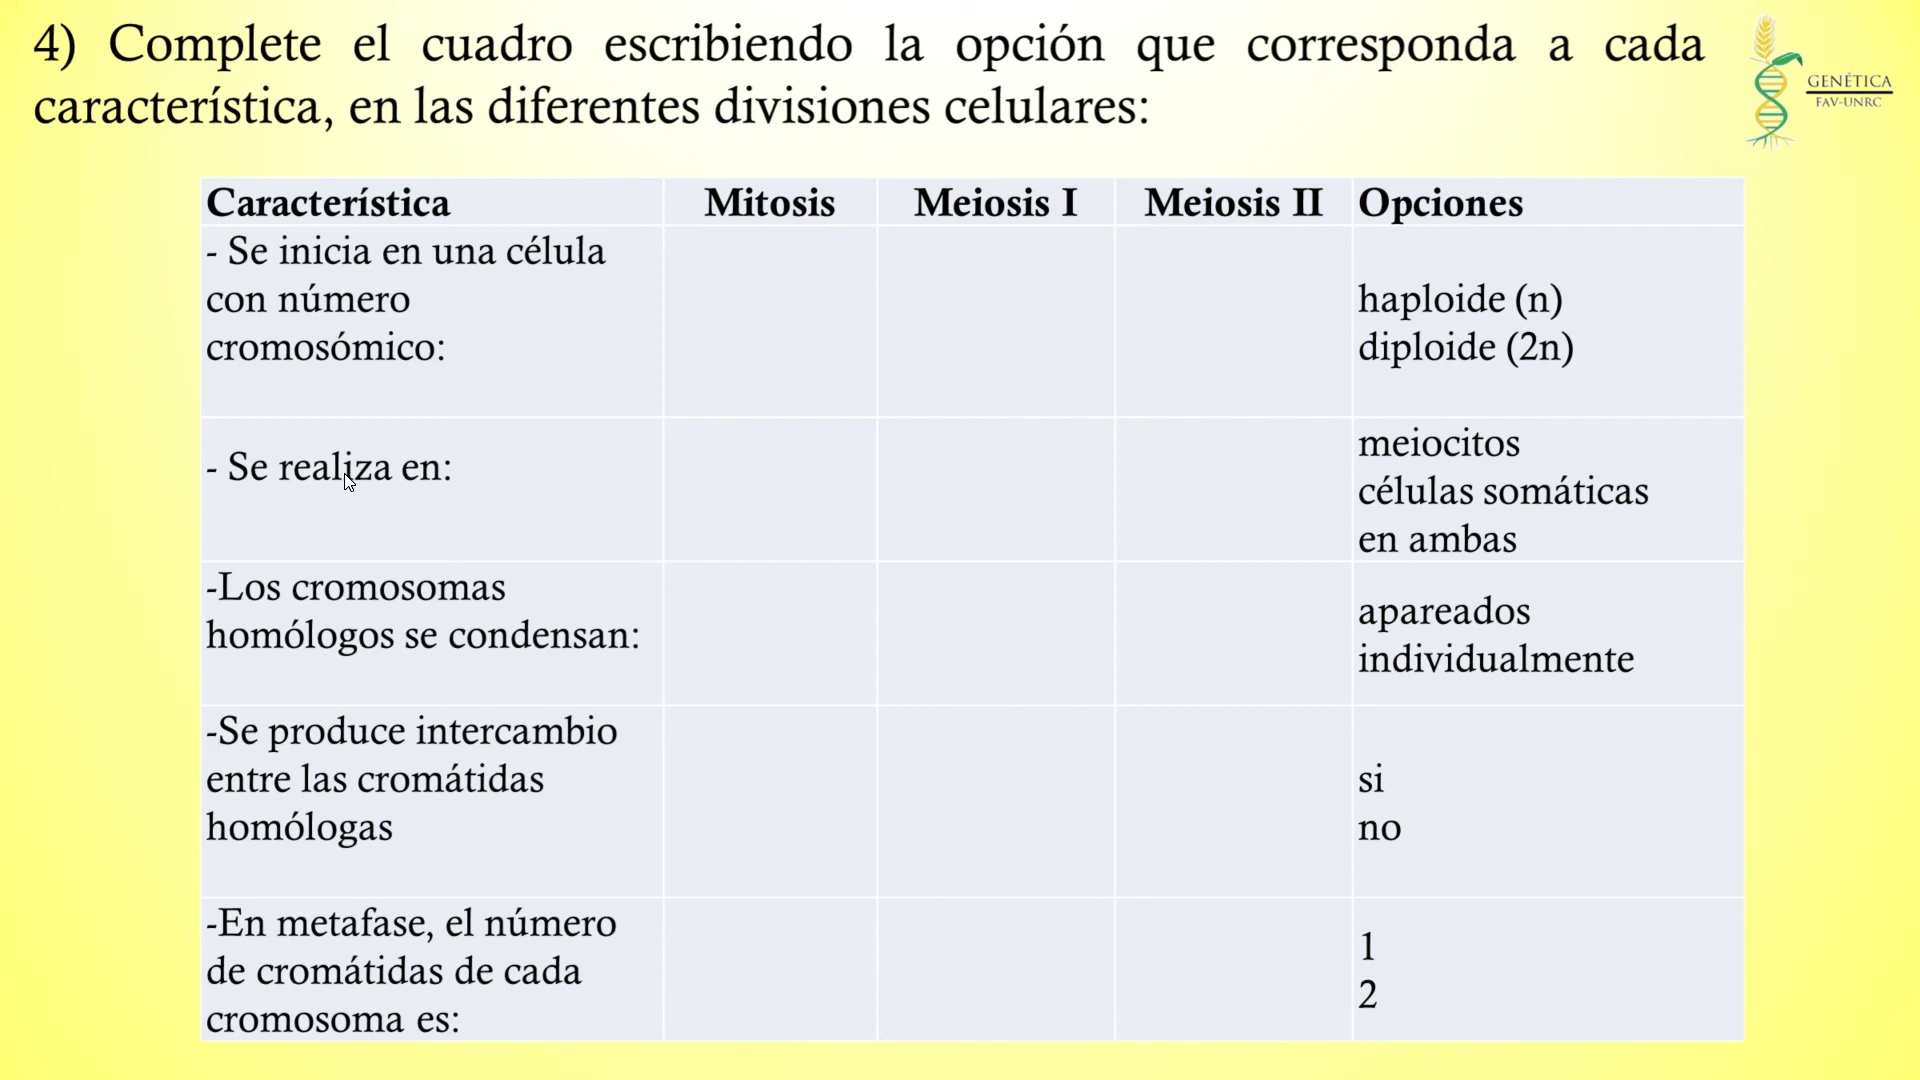 4) Complete el cuadro escribiendo la opción que corresponda a cada
característica, en las diferentes divisiones celulares:
GENÉTICA
FAV-UNRC
Característica Mitosis Meiosis I Meiosis II Opciones
- Se inicia en una célula
con número
cromosómico:
haploide (n)
diploide (2n)
- Se realiza en:
meiocitos
células somáticas
en ambas
-Los cromosomas
homólogos se condensan:
apareados
individualmente
-Se produce intercambio
entre las cromátidas
homólogas
si
no
-En metafase, el número
de cromátidas de cada
cromosoma es:
1
2